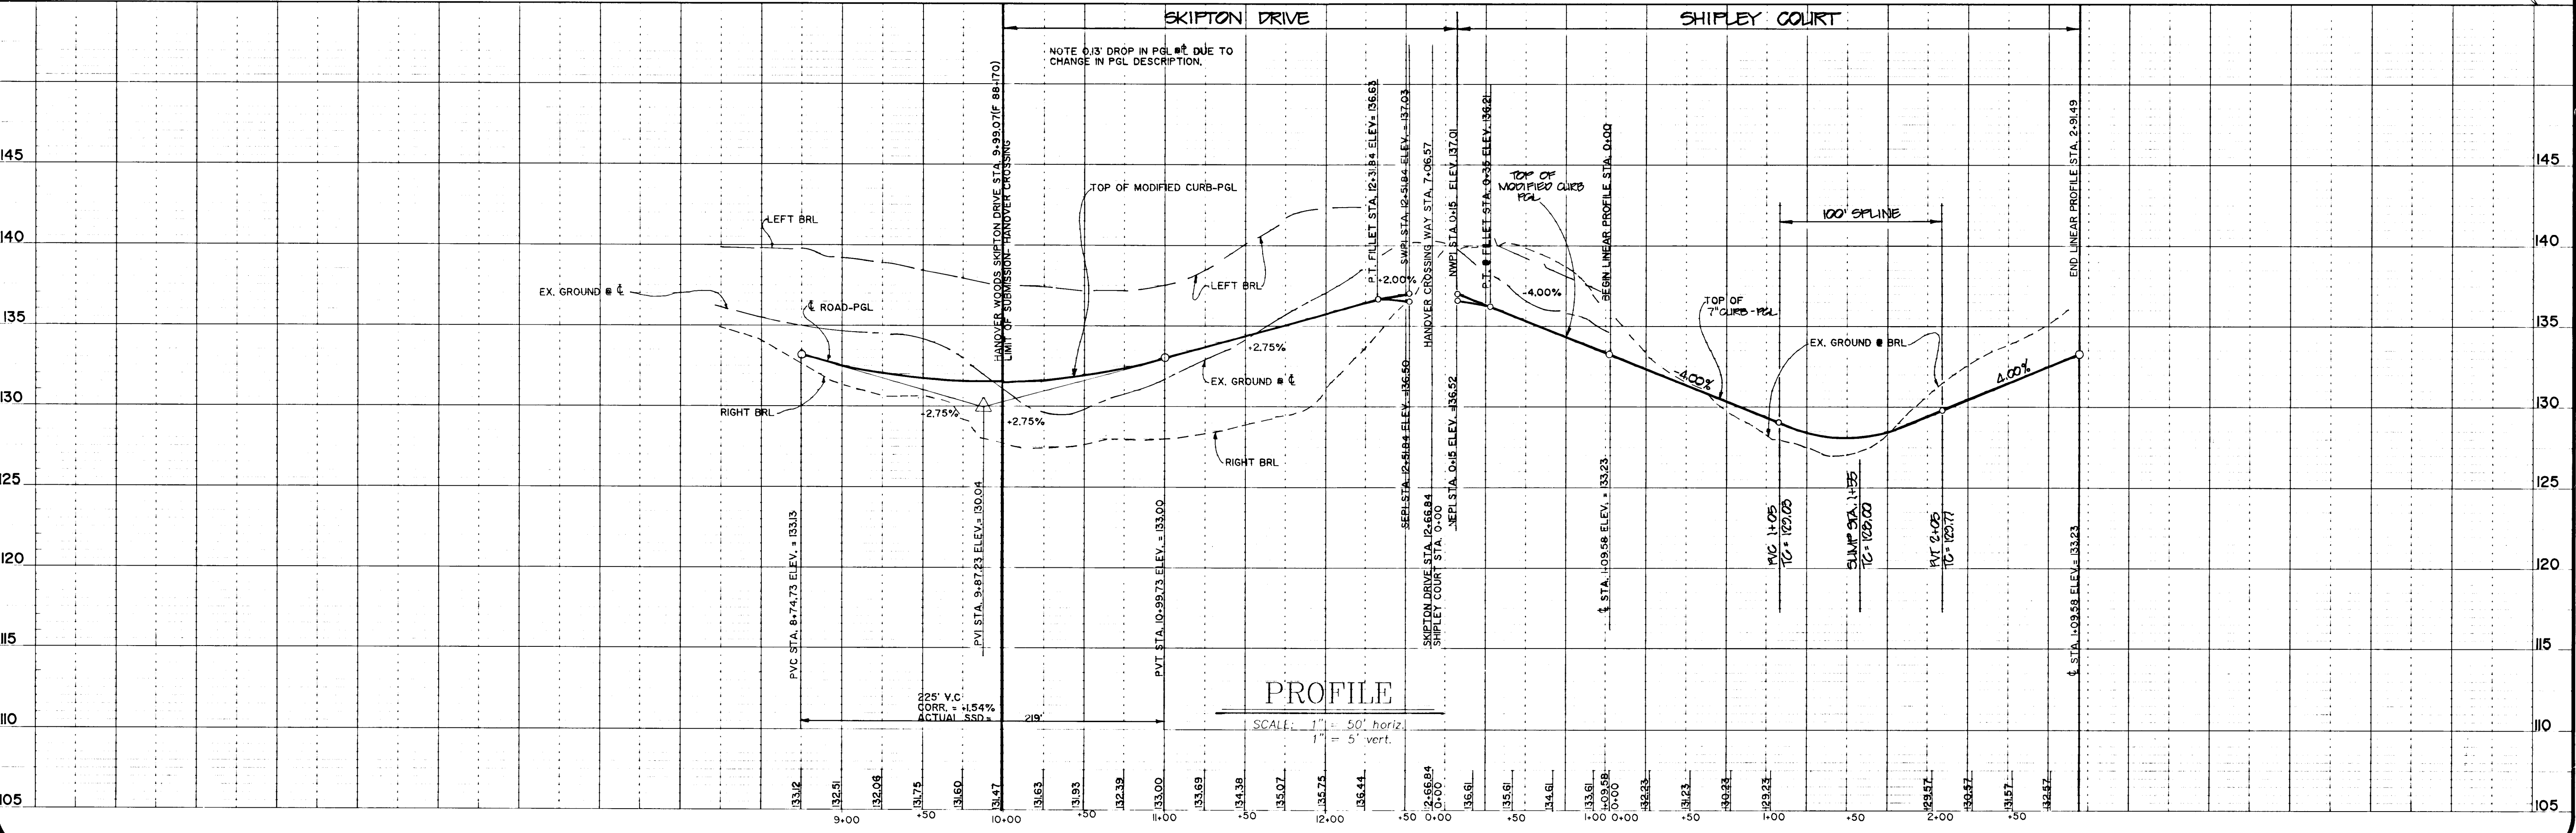 SKIPTON DRIVE
SHIPLEY COURT
NOTE 0.13' DROP IN PGL @ ℄ DUE TO
CHANGE IN PGL DESCRIPTION.
145
140
135
130
125
120
115
110
105
145
140
135
130
125
120
115
110
105
HANOVER WOODS SKIPTON DRIVE STA. 9+99.07 (F 88-170)
LIMIT OF SUBMISSION- HANOVER CROSSING
LEFT BRL
EX. GROUND @ ℄
℄ ROAD-PGL
RIGHT BRL
-2.75%
+2.75%
TOP OF MODIFIED CURB-PGL
LEFT BRL
+2.75%
EX. GROUND @ ℄
RIGHT BRL
P.T. FILLET STA. 12+31.84 ELEV= 136.63
+2.00%
SWPI STA. 12+51.84 ELEV. = 137.03
HANOVER CROSSING WAY STA. 7+06.57
NWPI STA. 0+15 ELEV. 137.01
P.T. @ FILLET STA. 0+35 ELEV. 136.21
TOP OF
MODIFIED CURB
PGL
-4.00%
BEGIN LINEAR PROFILE STA. 0+00
100' SPLINE
TOP OF
7" CURB-PGL
EX. GROUND @ BRL
-4.00%
4.00%
END LINEAR PROFILE STA. 2+91.49
PVC STA. 8+74.73 ELEV. = 133.13
PVI STA. 9+87.23 ELEV.= 130.04
PVT STA. 10+99.73 ELEV. = 133.00
SEPI STA. 12+51.84 ELEV. =136.50
SKIPTON DRIVE STA. 12+66.84
SHIPLEY COURT STA. 0+00
NEPI STA. 0+15 ELEV. =136.52
℄ STA. 1+09.58 ELEV. = 133.23
PVC 1+05
TC = 129.03
SUMP STA. 1+55
TC = 128.00
PVT 2+05
TC = 129.77
℄ STA. 1+09.58 ELEV. = 133.23
225' V.C
CORR. = +1.54%
ACTUAL SSD= 219'
PROFILE
SCALE: 1" = 50' horiz.
1" = 5' vert.
133.12
132.51
132.06
131.75
131.60
131.47
131.63
131.93
132.39
133.00
133.69
134.38
135.07
135.75
136.44
12+66.84
0+00
136.61
135.61
134.61
133.61
1+09.58
0+00
132.23
131.23
130.23
129.23
129.57
130.57
131.57
132.57
9+00 +50 10+00 +50 11+00 +50 12+00 +50 0+00 +50 1+00 0+00 +50 1+00 +50 2+00 +50